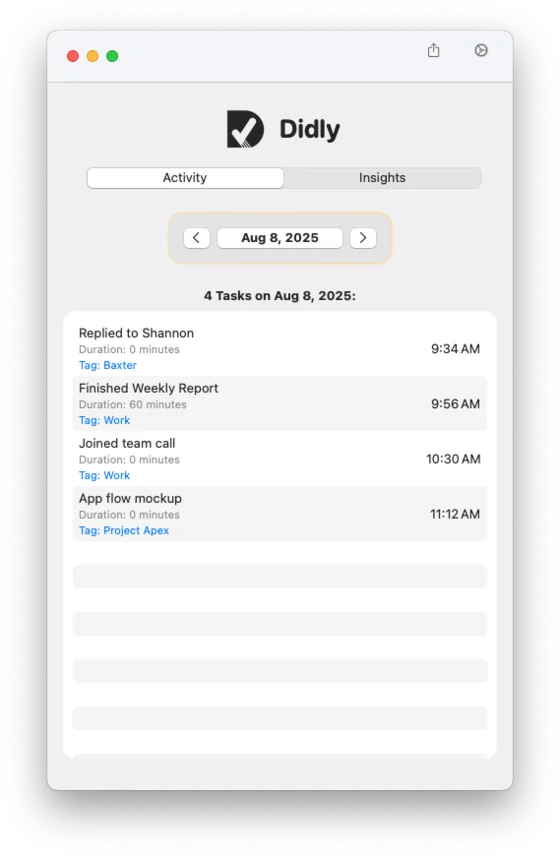 Didly
Activity
Insights
Aug 8, 2025
4 Tasks on Aug 8, 2025:
Replied to Shannon
Duration: 0 minutes
9:34 AM
Tag: Baxter
Finished Weekly Report
Duration: 60 minutes
9:56 AM
Tag: Work
Joined team call
Duration: 0 minutes
10:30 AM
Tag: Work
App flow mockup
Duration: 0 minutes
11:12 AM
Tag: Project Apex